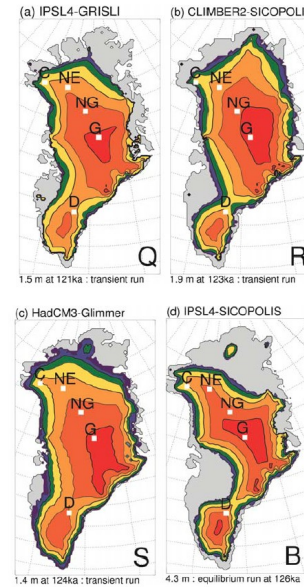 (a) IPSL4-GRISLI
(b) CLIMBER2-SICOPOLI
C NE
NG
G
D
Q
C NE
NG
G
D
R
1.5 m at 121ka : transient run
1.9 m at 123ka : transient run
(c) HadCM3-Glimmer
(d) IPSL4-SICOPOLIS
C NE
NG
G
D
S
C NE
NG
G
D
B
1.4 m at 124ka : transient run
4.3 m : equilibrium run at 126ka